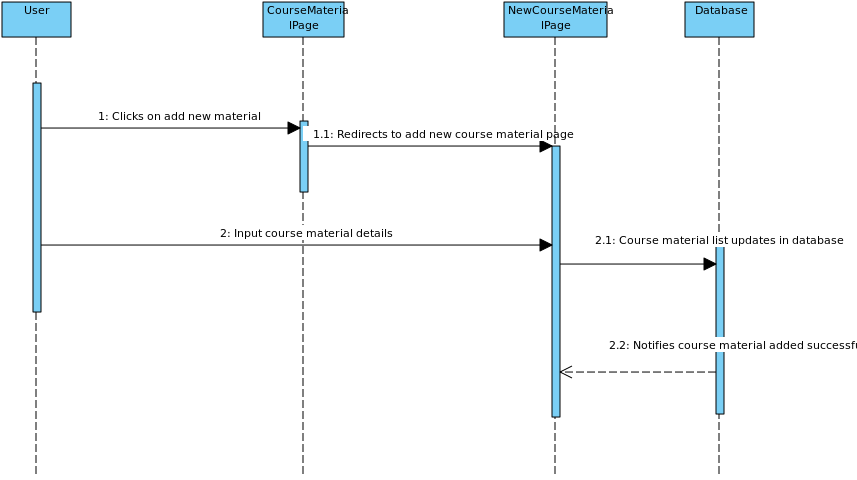 User
CourseMateria
lPage
NewCourseMateria
lPage
Database
1: Clicks on add new material
1.1: Redirects to add new course material page
2: Input course material details
2.1: Course material list updates in database
2.2: Notifies course material added